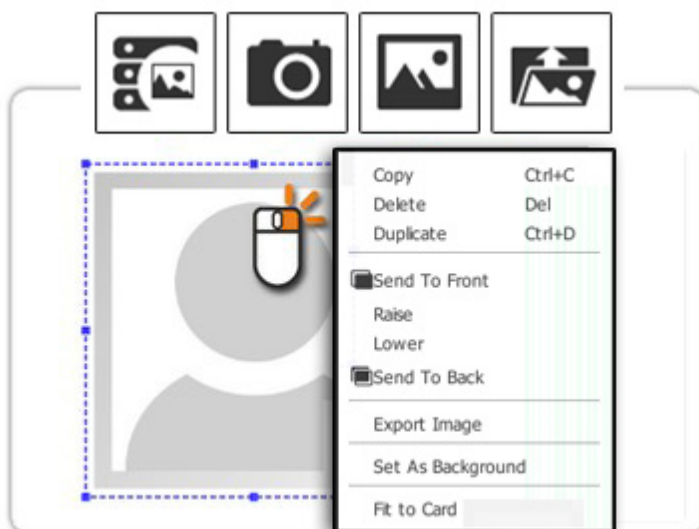 Copy Ctrl+C
Delete Del
Duplicate Ctrl+D
Send To Front
Raise
Lower
Send To Back
Export Image
Set As Background
Fit to Card